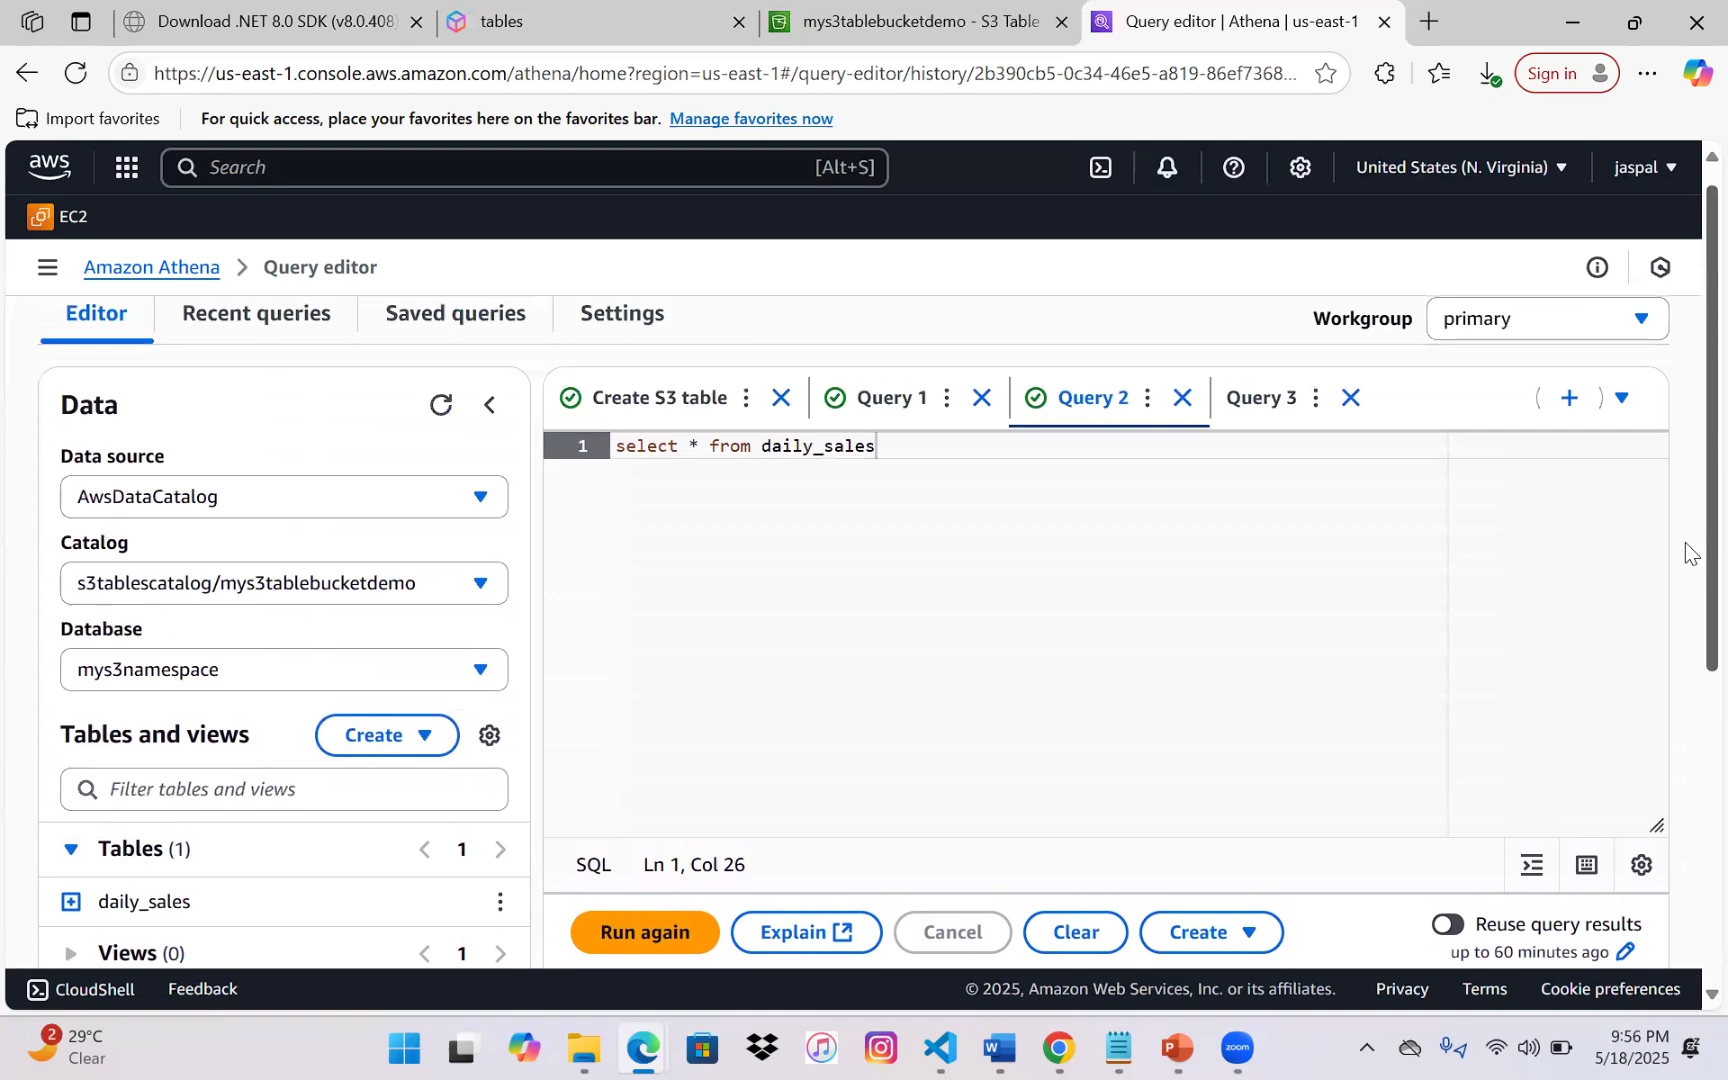 Download .NET 8.0 SDK (v8.0.408)
tables
mys3tablebucketdemo - S3 Table
Query editor | Athena | us-east-1
https://us-east-1.console.aws.amazon.com/athena/home?region=us-east-1#/query-editor/history/2b390cb5-0c34-46e5-a819-86ef7368...
Sign in
Import favorites
For quick access, place your favorites here on the favorites bar. Manage favorites now
aws
Search
[Alt+S]
United States (N. Virginia)
jaspal
EC2
Amazon Athena > Query editor
Editor
Recent queries
Saved queries
Settings
Workgroup
primary
Data
Create S3 table
Query 1
Query 2
Query 3
1 select * from daily_sales
Data source
AwsDataCatalog
Catalog
s3tablescatalog/mys3tablebucketdemo
Database
mys3namespace
Tables and views
Create
Filter tables and views
Tables (1)
1
daily_sales
Views (0)
1
SQL
Ln 1, Col 26
Run again
Explain
Cancel
Clear
Create
Reuse query results
up to 60 minutes ago
CloudShell
Feedback
© 2025, Amazon Web Services, Inc. or its affiliates.
Privacy
Terms
Cookie preferences
2
29°C
Clear
W
P
zoom
9:56 PM
5/18/2025